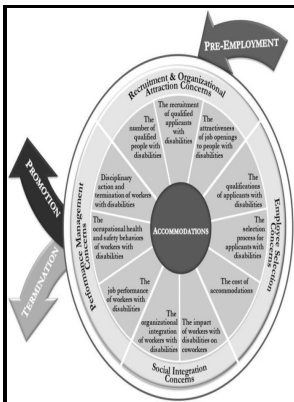 PRE-EMPLOYMENT
Recruitment & Organizational
Attraction Concerns
The
number of
qualified
people with
disabilities
The recruitment
of qualified
applicants
with
disabilities
The
attractiveness
of job openings
to people with
disabilities
The
qualifications
of applicants with
disabilities
The
selection
process for
applicants with
disabilities
Employee Selection
Concerns
The cost of
accommodations
The impact
of workers with
disabilities on
coworkers
The
organizational
integration
of workers with
disabilities
Social Integration
Concerns
The
job performance
of workers with
disabilities
The
occupational health
and safety behaviors
of workers with
disabilities
Disciplinary
action and
termination of workers
with disabilities
Performance Management
Concerns
ACCOMMODATIONS
PROMOTION
TERMINATION